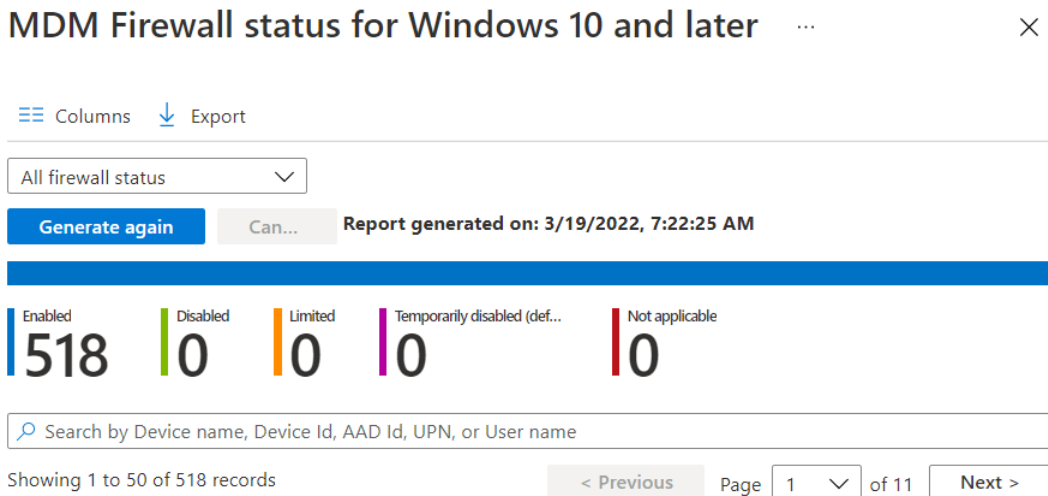 MDM Firewall status for Windows 10 and later ...
Columns Export
All firewall status
Generate again Can... Report generated on: 3/19/2022, 7:22:25 AM
Enabled Disabled Limited Temporarily disabled (def... Not applicable
518 0 0 0 0
Search by Device name, Device Id, AAD Id, UPN, or User name
Showing 1 to 50 of 518 records < Previous Page 1 of 11 Next >